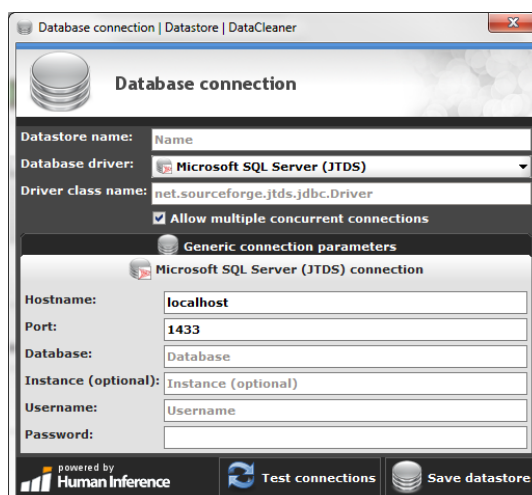 Database connection | Datastore | DataCleaner
Database connection
Datastore name: Name
Database driver: Microsoft SQL Server (JTDS)
Driver class name: net.sourceforge.jtds.jdbc.Driver
Allow multiple concurrent connections
Generic connection parameters
Microsoft SQL Server (JTDS) connection
Hostname: localhost
Port: 1433
Database: Database
Instance (optional): Instance (optional)
Username: Username
Password:
powered by
Human Inference
Test connections
Save datastore